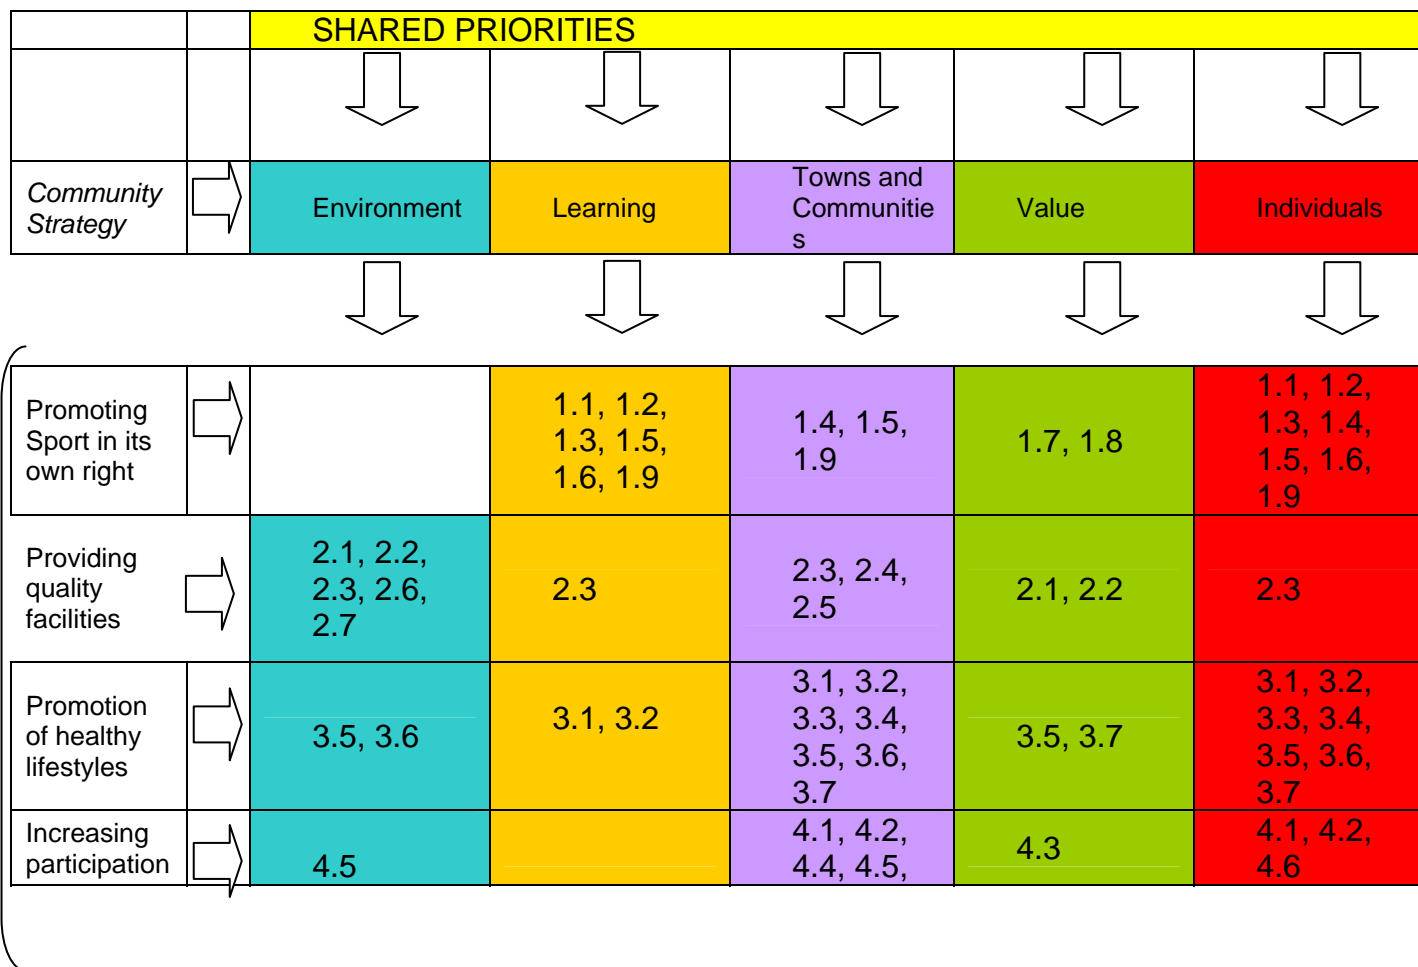 SHARED PRIORITIES
Community
Strategy
Environment
Learning
Towns and
Communitie
s
Value
Individuals
Promoting
Sport in its
own right
1.1, 1.2,
1.3, 1.5,
1.6, 1.9
1.4, 1.5,
1.9
1.7, 1.8
1.1, 1.2,
1.3, 1.4,
1.5, 1.6,
1.9
Providing
quality
facilities
2.1, 2.2,
2.3, 2.6,
2.7
2.3
2.3, 2.4,
2.5
2.1, 2.2
2.3
Promotion
of healthy
lifestyles
3.5, 3.6
3.1, 3.2
3.1, 3.2,
3.3, 3.4,
3.5, 3.6,
3.7
3.5, 3.7
3.1, 3.2,
3.3, 3.4,
3.5, 3.6,
3.7
Increasing
participation
4.5
4.1, 4.2,
4.4, 4.5,
4.3
4.1, 4.2,
4.6